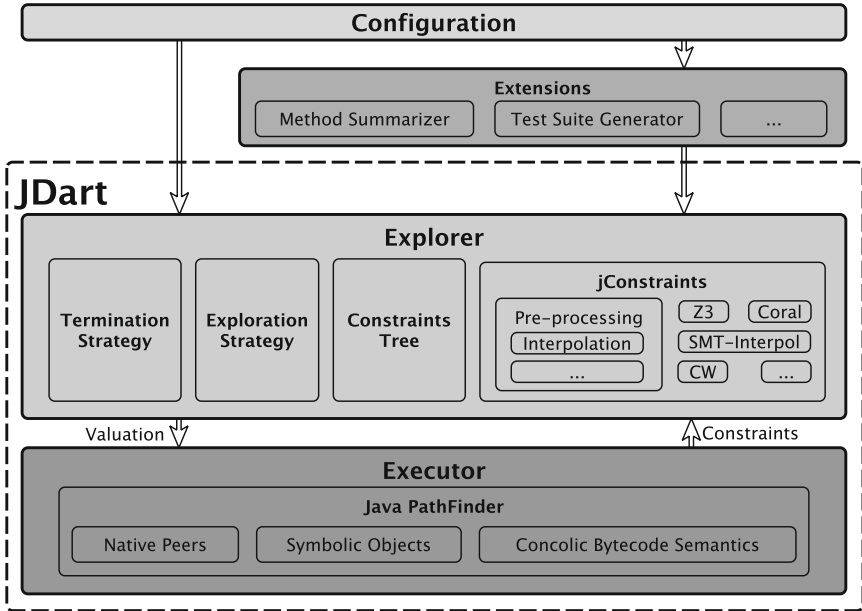 Configuration
Extensions
Method Summarizer
Test Suite Generator
...
JDart
Explorer
Termination
Strategy
Exploration
Strategy
Constraints
Tree
jConstraints
Pre-processing
Interpolation
...
Z3
Coral
SMT-Interpol
CW
...
Valuation
Constraints
Executor
Java PathFinder
Native Peers
Symbolic Objects
Concolic Bytecode Semantics